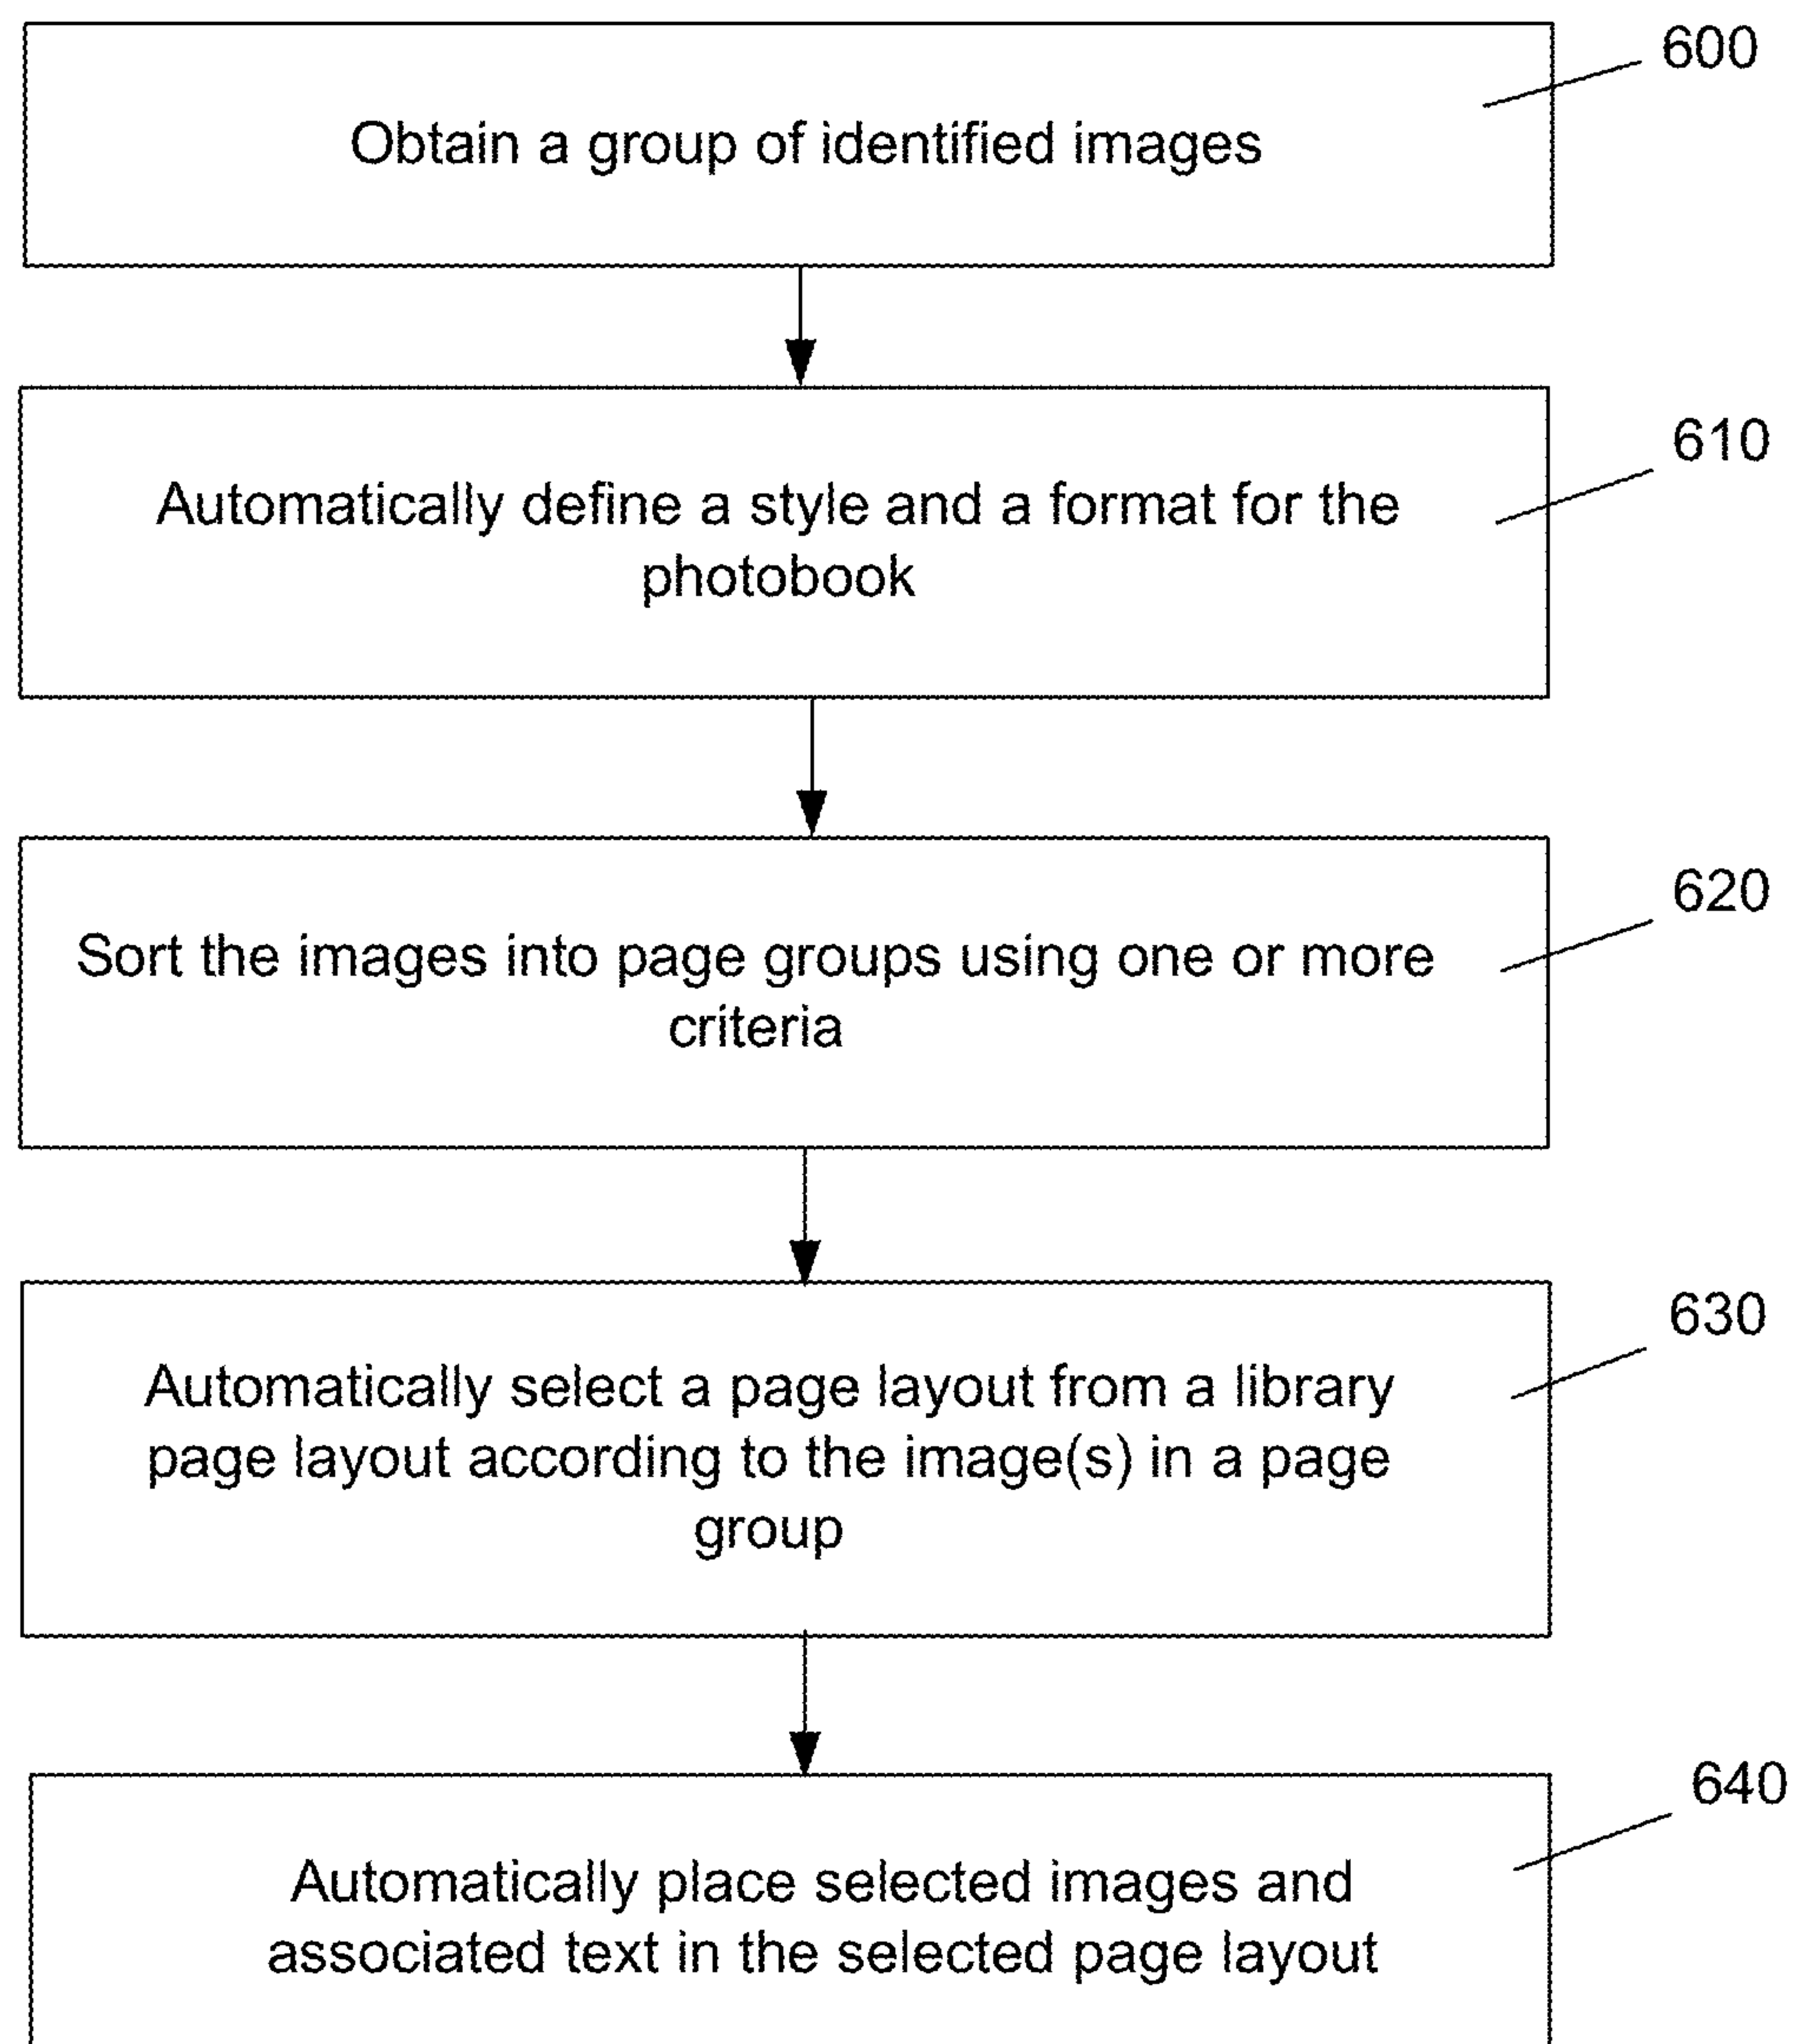 600
Obtain a group of identified images
610
Automatically define a style and a format for the
photobook
620
Sort the images into page groups using one or more
criteria
630
Automatically select a page layout from a library
page layout according to the image(s) in a page
group
640
Automatically place selected images and
associated text in the selected page layout